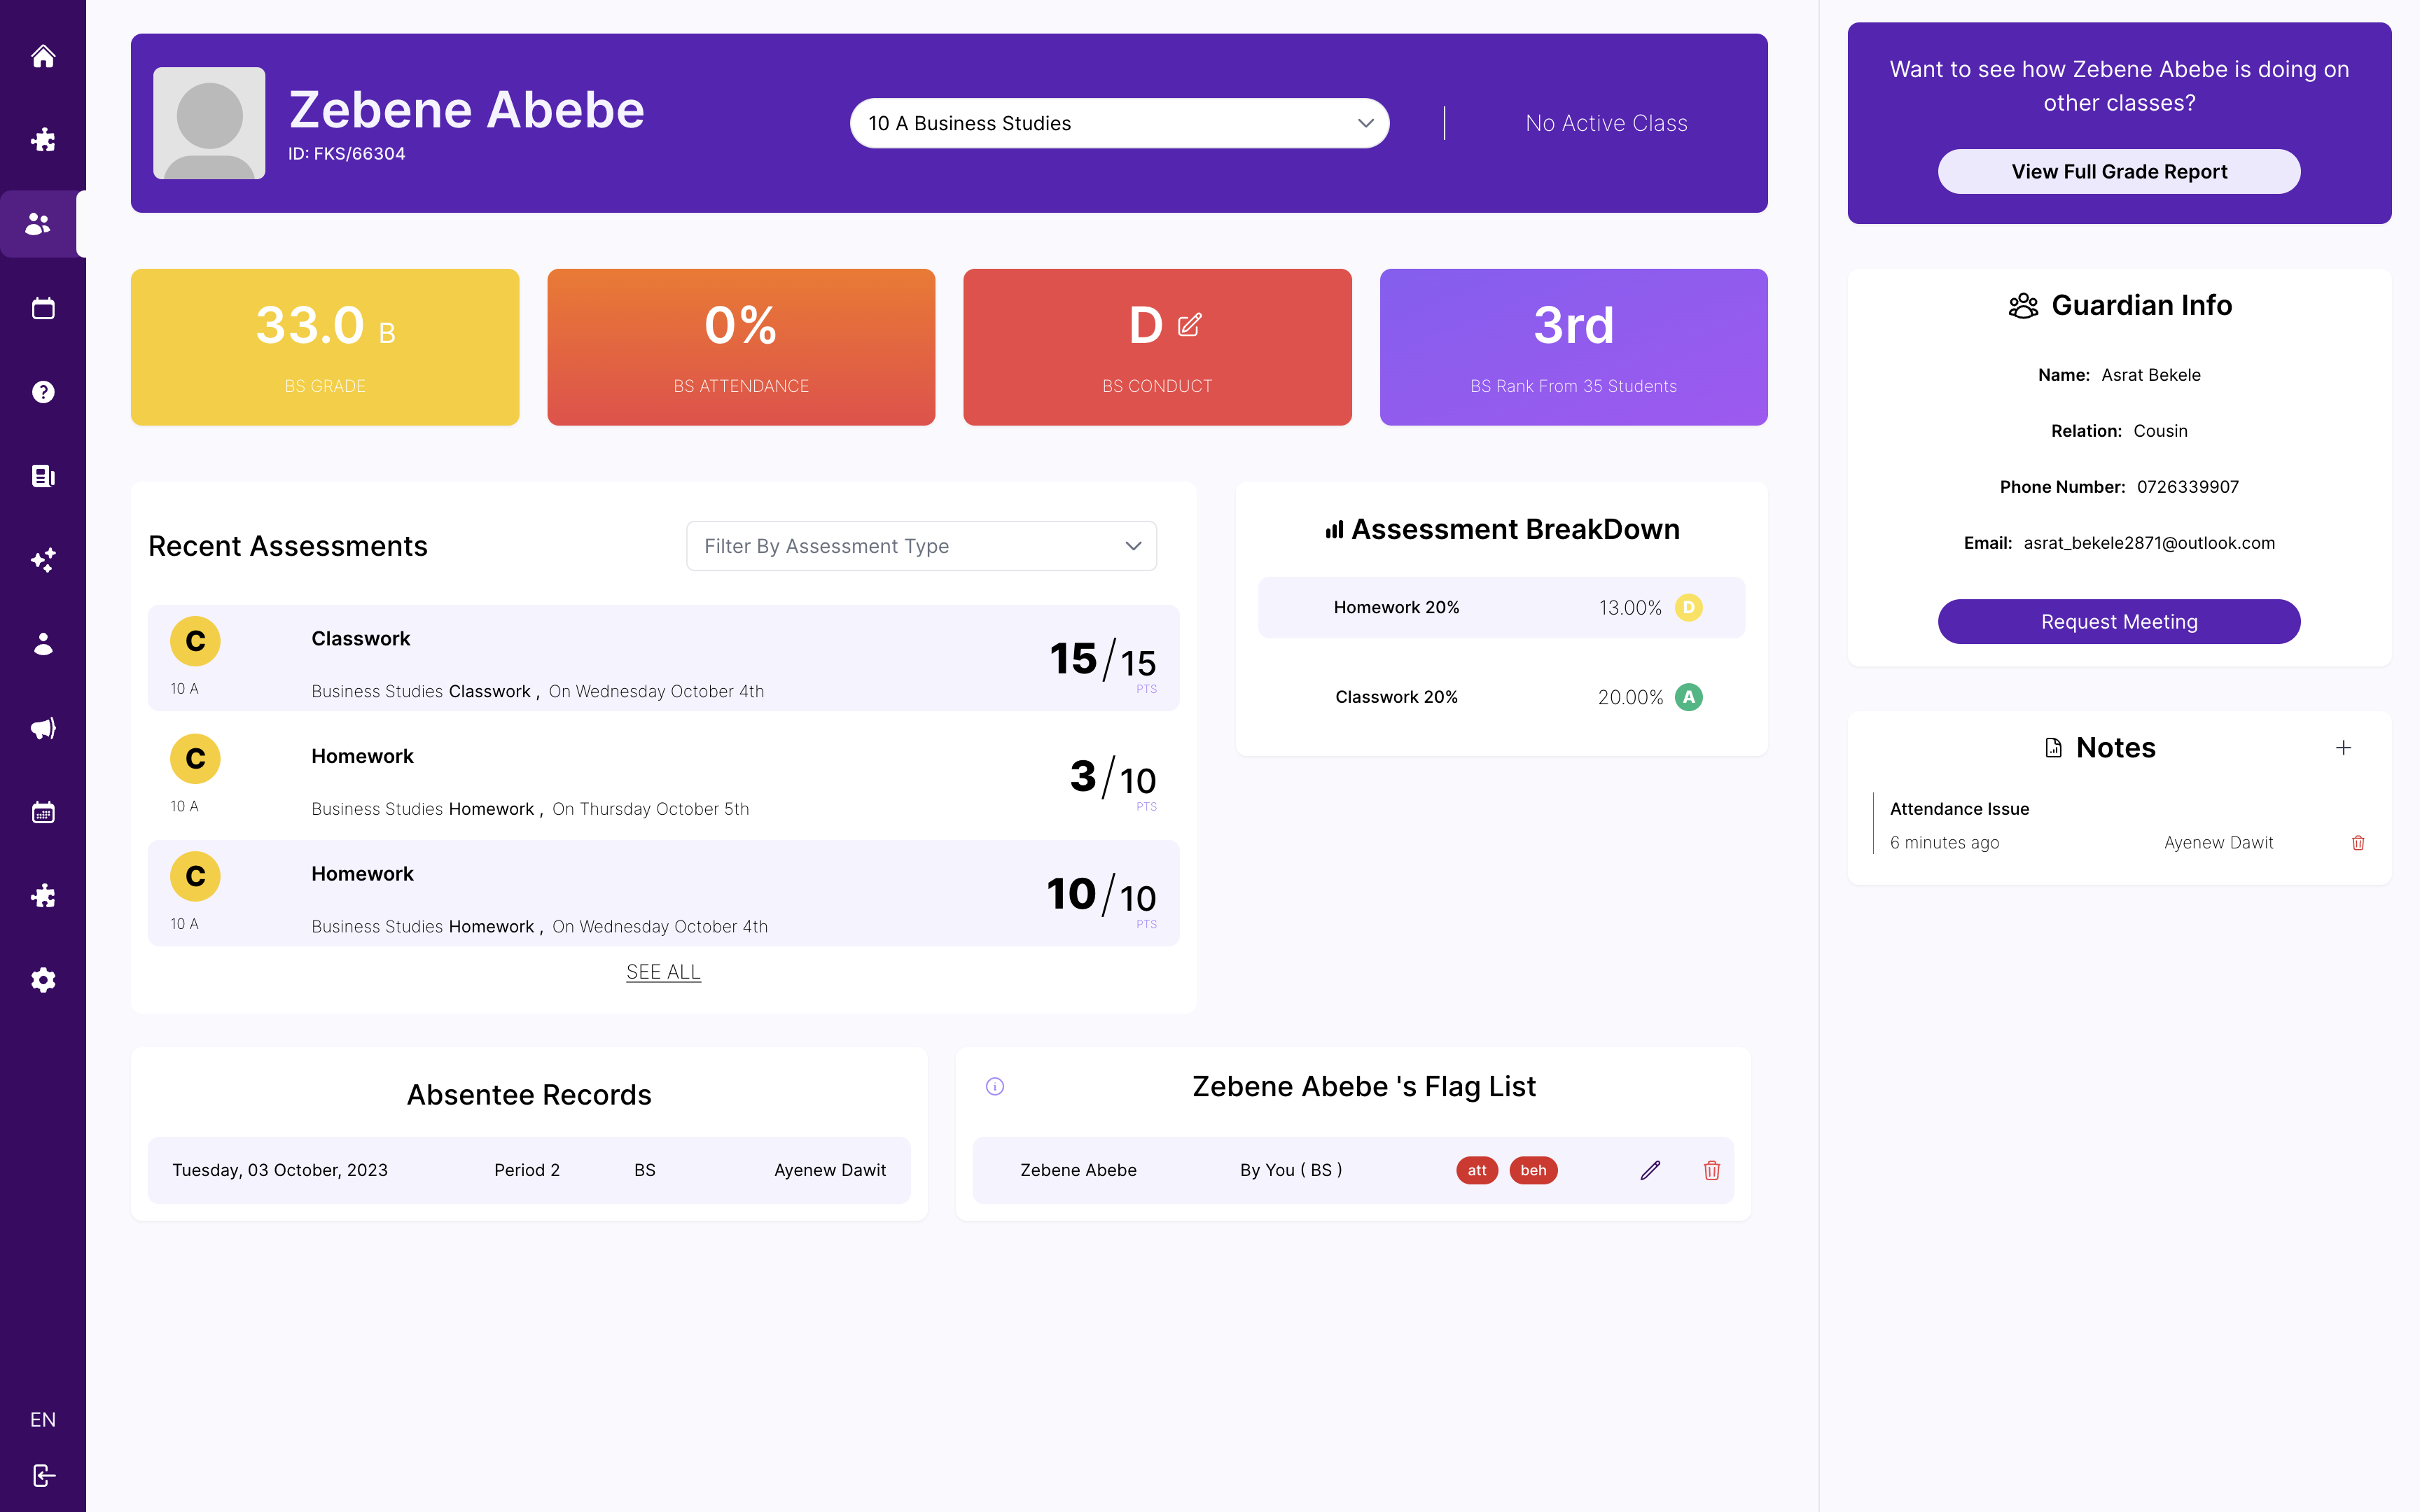 Zebene Abebe
ID: FKS/66304
10 A Business Studies
No Active Class
33.0 B
BS GRADE
0%
BS ATTENDANCE
D
BS CONDUCT
3rd
BS Rank From 35 Students
Recent Assessments
Filter By Assessment Type
C
10 A
Classwork
Business Studies Classwork , On Wednesday October 4th
15/15
PTS
C
10 A
Homework
Business Studies Homework , On Thursday October 5th
3/10
PTS
C
10 A
Homework
Business Studies Homework , On Wednesday October 4th
10/10
PTS
SEE ALL
Assessment BreakDown
Homework 20% 13.00% D
Classwork 20% 20.00% A
Absentee Records
Tuesday, 03 October, 2023 Period 2 BS Ayenew Dawit
Zebene Abebe 's Flag List
Zebene Abebe By You ( BS ) att beh
Want to see how Zebene Abebe is doing on
other classes?
View Full Grade Report
Guardian Info
Name: Asrat Bekele
Relation: Cousin
Phone Number: 0726339907
Email: asrat_bekele2871@outlook.com
Request Meeting
Notes
Attendance Issue
6 minutes ago Ayenew Dawit
EN